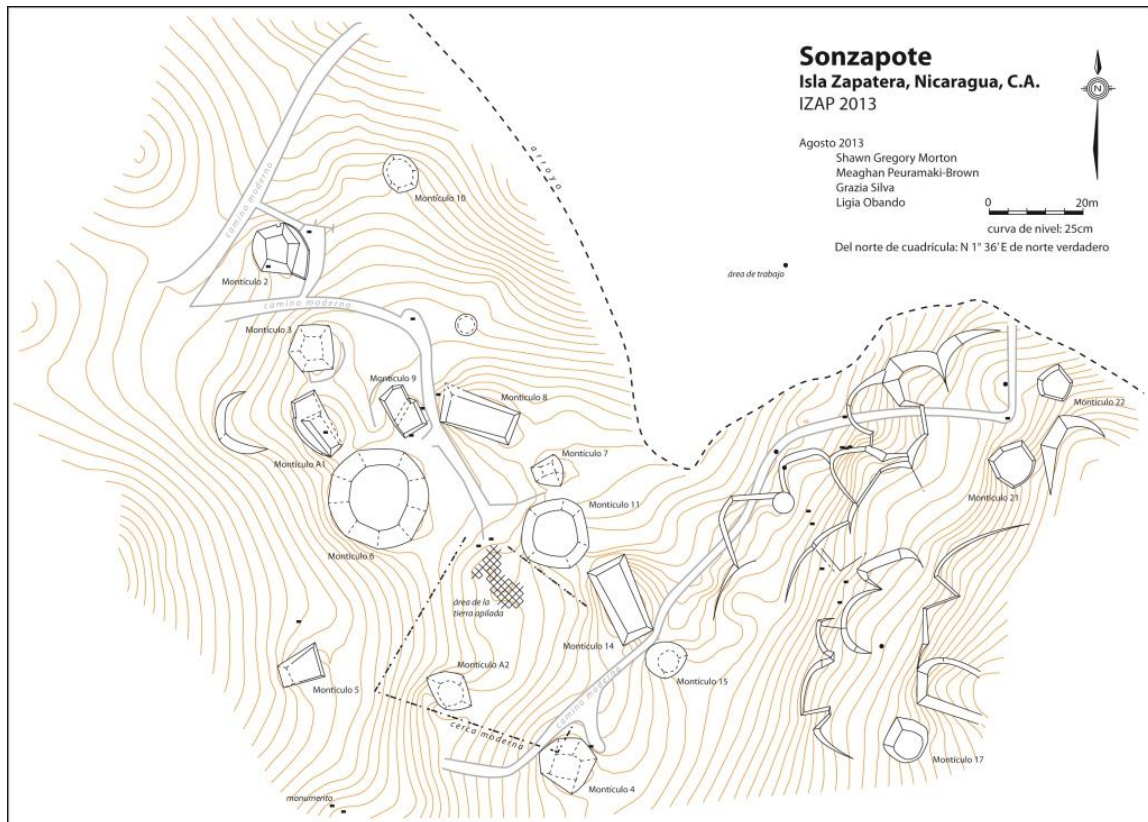 Sonzapote
Isla Zapatera, Nicaragua, C.A.
IZAP 2013
N
Agosto 2013
Shawn Gregory Morton
Meaghan Peuramaki-Brown
Grazia Silva
Ligia Obando
0 20m
curva de nivel: 25cm
Del norte de cuadrícula: N 1° 36' E de norte verdadero
arroyo
camino moderno
Montículo 10
Montículo 2
área de trabajo
camino moderno
Montículo 3
Montículo 9
Montículo 8
Montículo 22
Montículo A1
Montículo 7
Montículo 21
Montículo 11
Montículo 6
área de la
tierra apilada
Montículo 14
Montículo A2
Montículo 15
Montículo 5
camino moderno
cerca moderna
Montículo 17
Montículo 4
monumento